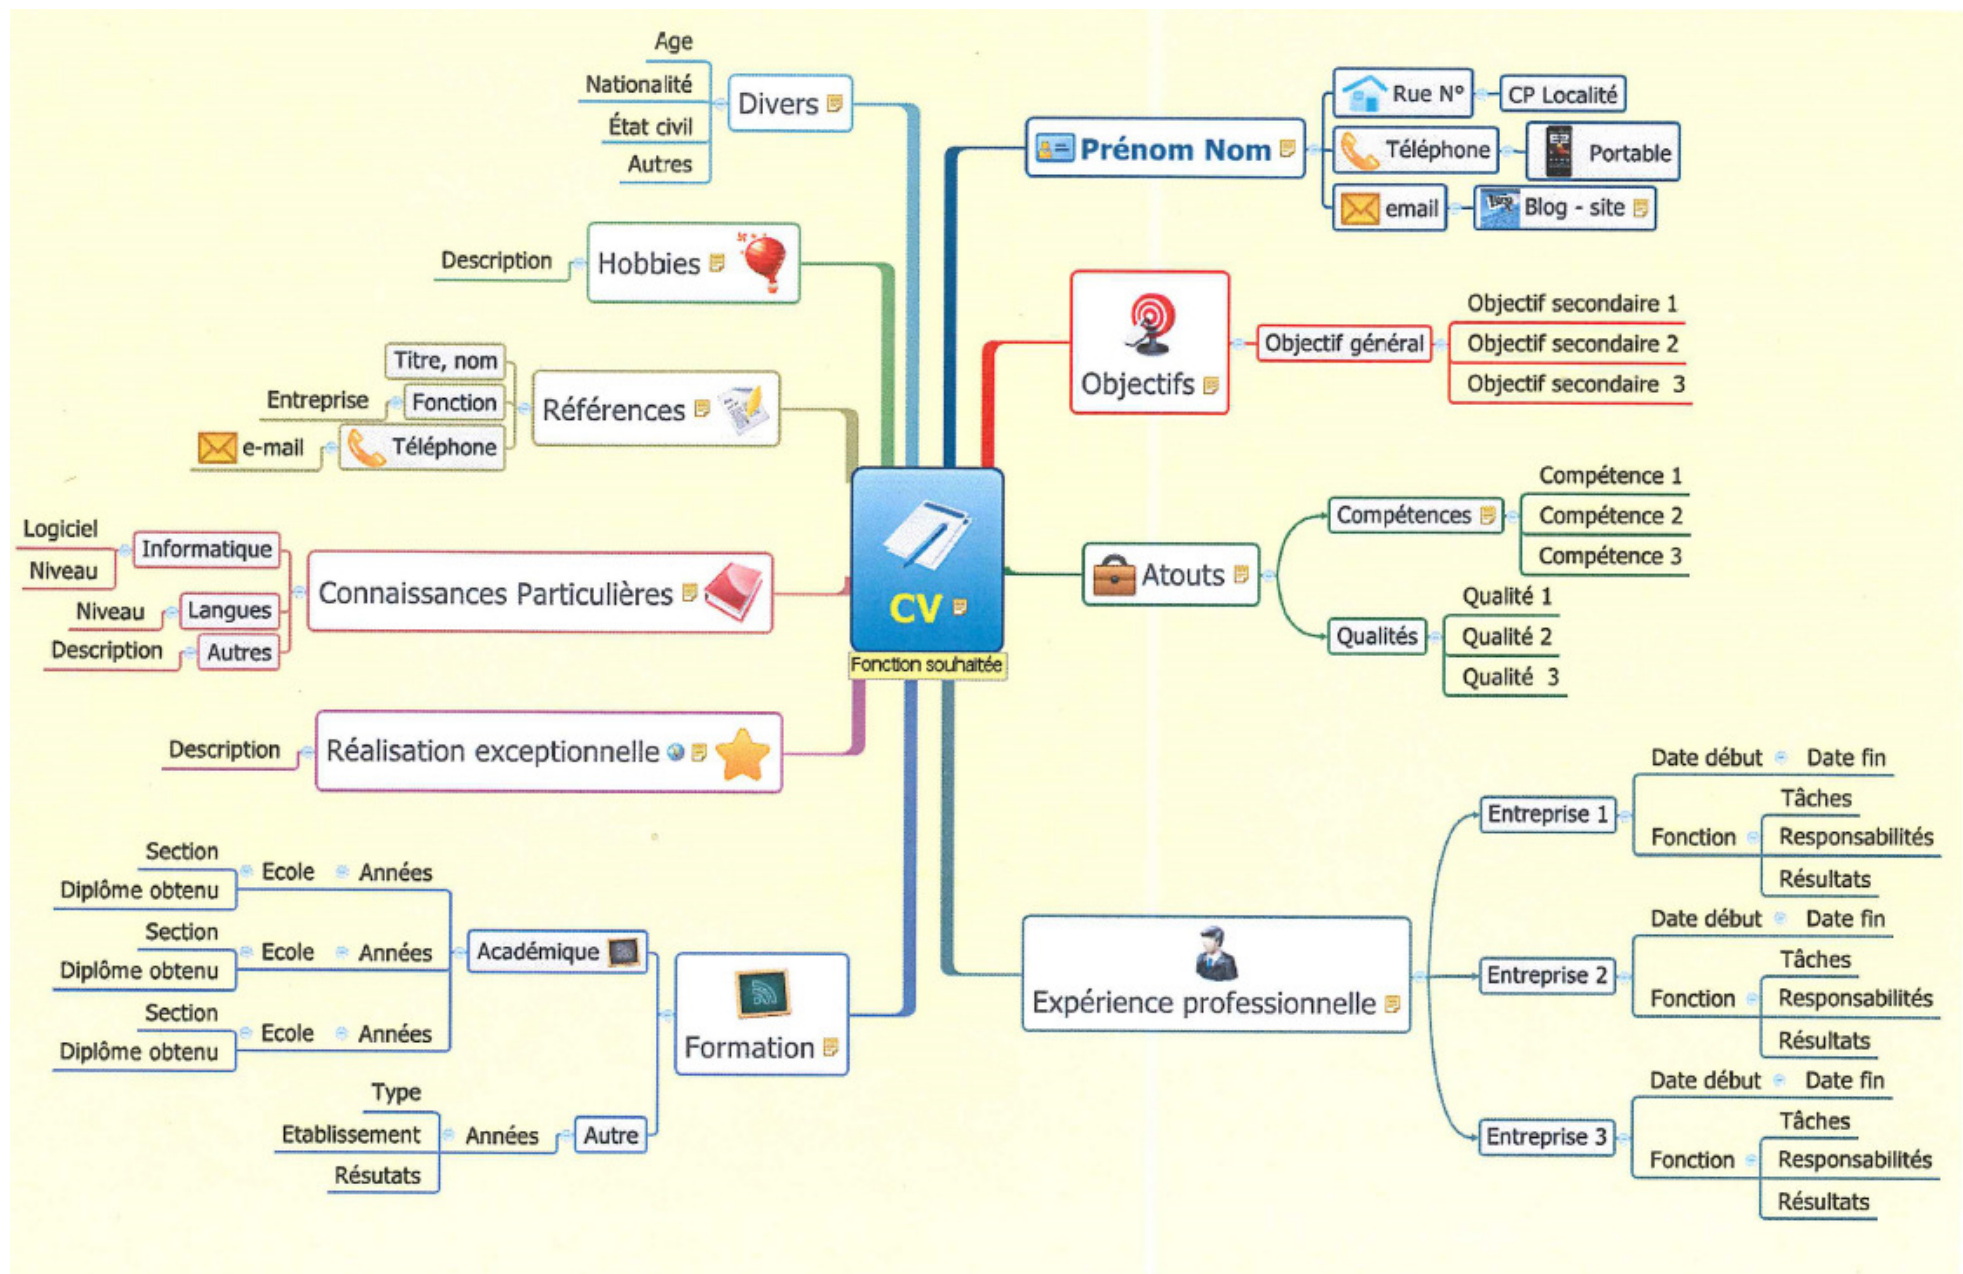 CV
Fonction souhaitée
Prénom Nom
Rue N°
CP Localité
Téléphone
Portable
email
Blog - site
Objectifs
Objectif général
Objectif secondaire 1
Objectif secondaire 2
Objectif secondaire 3
Atouts
Compétences
Compétence 1
Compétence 2
Compétence 3
Qualités
Qualité 1
Qualité 2
Qualité 3
Expérience professionnelle
Entreprise 1
Date début
Date fin
Fonction
Tâches
Responsabilités
Résultats
Entreprise 2
Date début
Date fin
Fonction
Tâches
Responsabilités
Résultats
Entreprise 3
Date début
Date fin
Fonction
Tâches
Responsabilités
Résultats
Formation
Académique
Années
Ecole
Section
Diplôme obtenu
Années
Ecole
Section
Diplôme obtenu
Années
Ecole
Section
Diplôme obtenu
Autre
Années
Type
Etablissement
Résutats
Réalisation exceptionnelle
Description
Connaissances Particulières
Informatique
Logiciel
Niveau
Langues
Niveau
Autres
Description
Références
Titre, nom
Fonction
Entreprise
Téléphone
e-mail
Hobbies
Description
Divers
Age
Nationalité
État civil
Autres